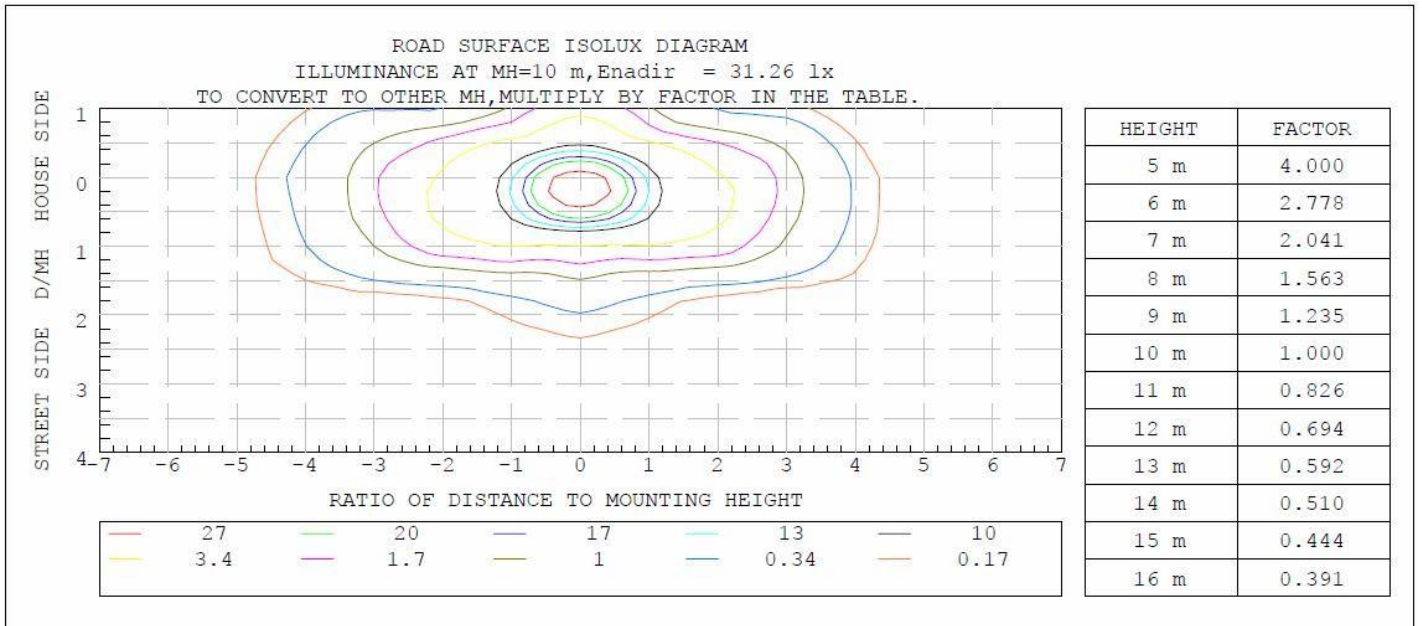 ROAD SURFACE ISOLUX DIAGRAM
ILLUMINANCE AT MH=10 m,Enadir = 31.26 lx
TO CONVERT TO OTHER MH,MULTIPLY BY FACTOR IN THE TABLE.
STREET SIDE D/MH HOUSE SIDE
1
0
1
2
3
4
-7 -6 -5 -4 -3 -2 -1 0 1 2 3 4 5 6 7
RATIO OF DISTANCE TO MOUNTING HEIGHT
27 20 17 13 10
3.4 1.7 1 0.34 0.17
HEIGHT FACTOR
5 m 4.000
6 m 2.778
7 m 2.041
8 m 1.563
9 m 1.235
10 m 1.000
11 m 0.826
12 m 0.694
13 m 0.592
14 m 0.510
15 m 0.444
16 m 0.391